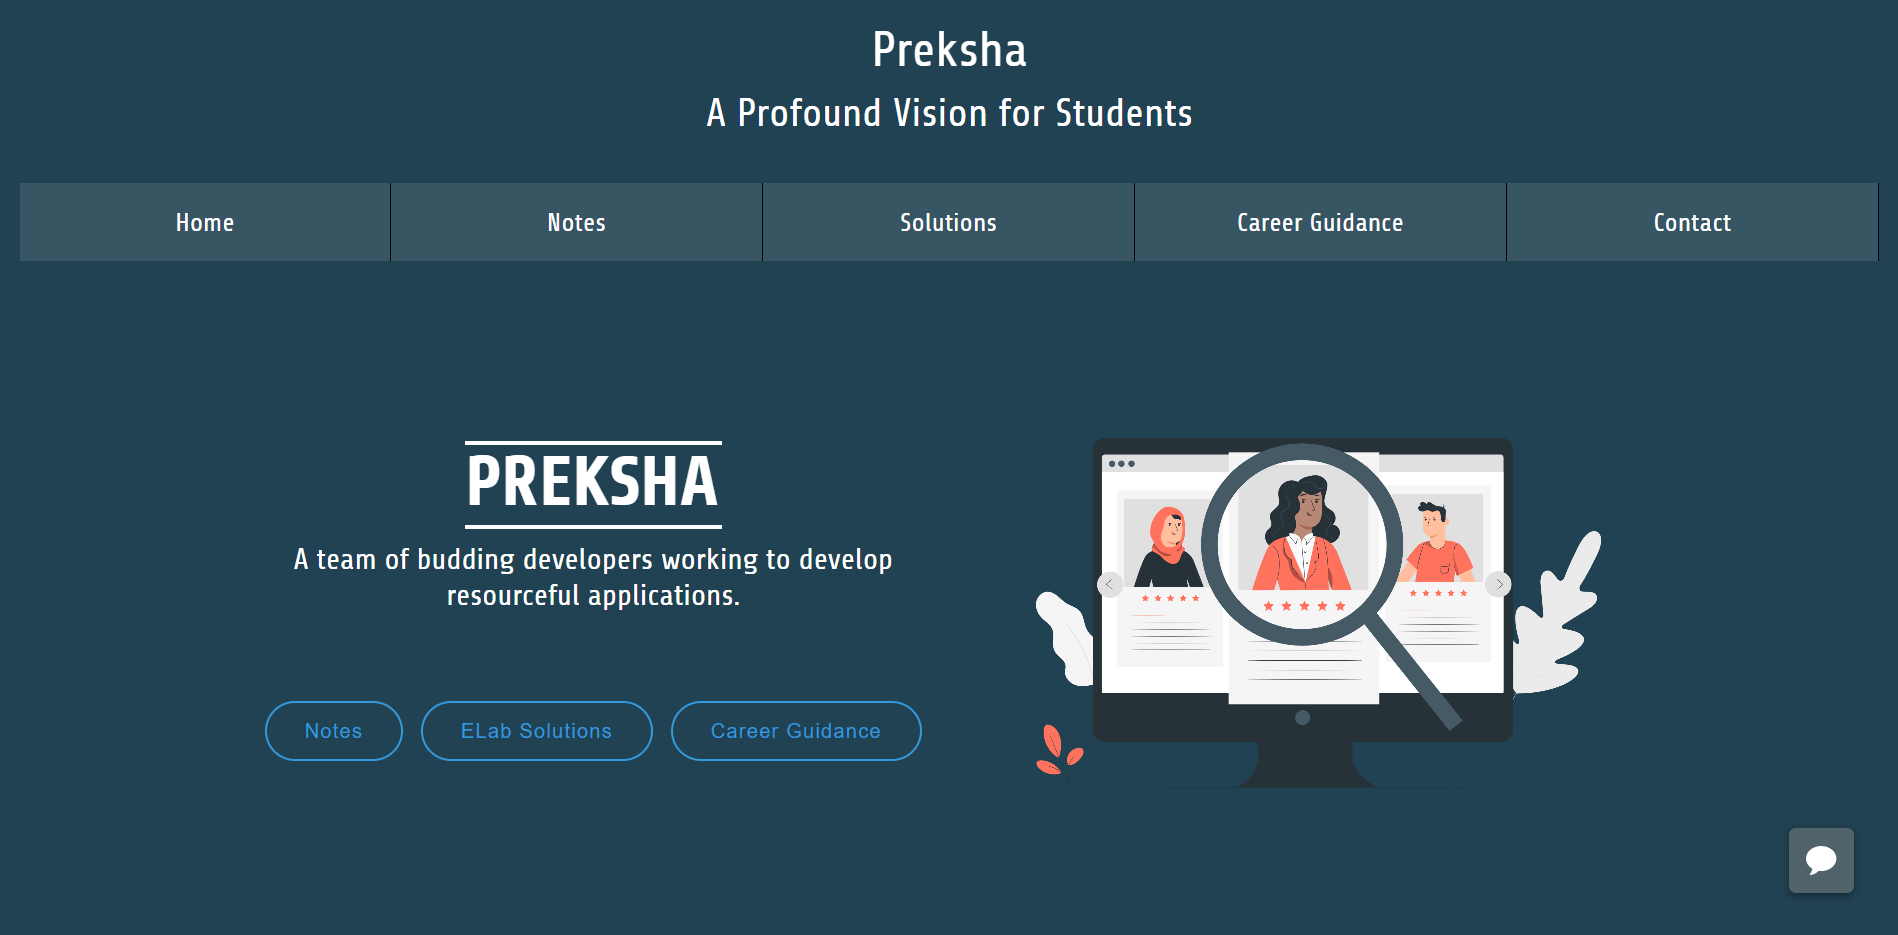 Preksha
A Profound Vision for Students
Home
Notes
Solutions
Career Guidance
Contact
PREKSHA
A team of budding developers working to develop
resourceful applications.
Notes
ELab Solutions
Career Guidance